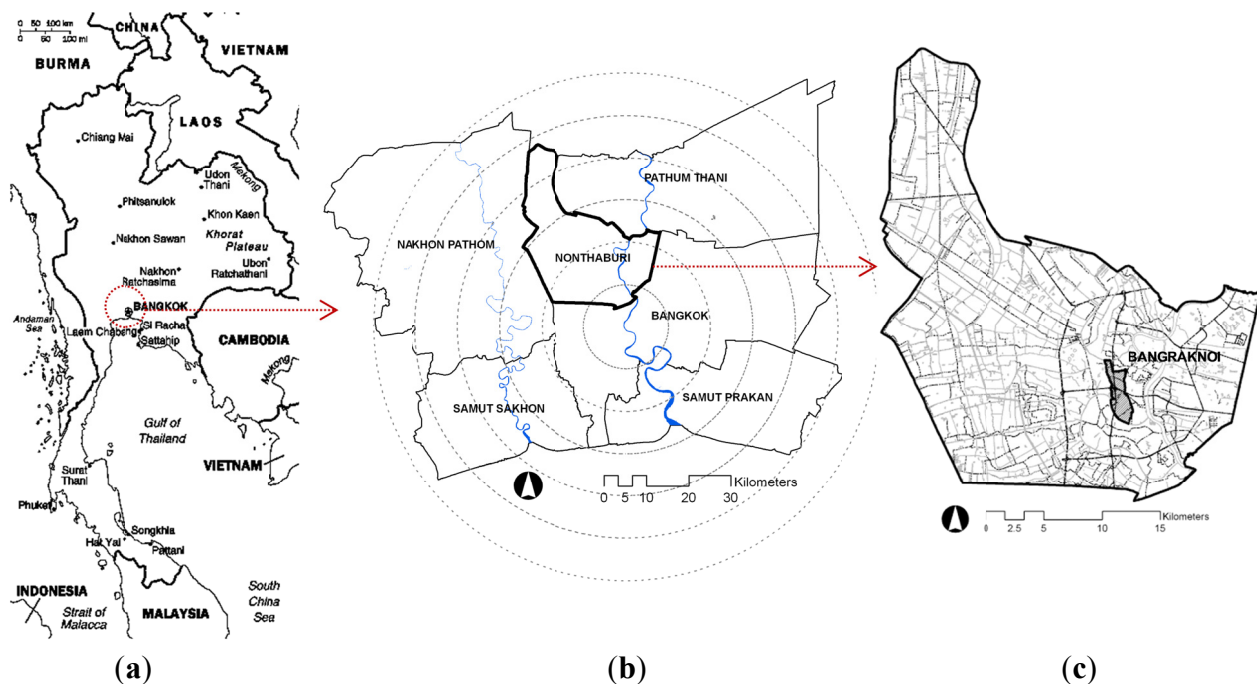 0 50 100 km
0 50 100 mi
CHINA
VIETNAM
BURMA
LAOS
Chiang Mai
Udon
Thani
Mekong
Phitsanulok
Khon Kaen
Nakhon Sawan
Khorat
Plateau
Ubon
Ratchathani
Nakhon
Ratchasima
BANGKOK
Andaman
Sea
Si Racha
Laem Chabang
Sattahip
CAMBODIA
Mekong
Gulf of
Thailand
VIETNAM
Surat
Thani
Phuket
Songkhla
Hat Yai
Pattani
INDONESIA
Strait of
Malacca
MALAYSIA
South
China
Sea
(a)
PATHUM THANI
NAKHON PATHOM
NONTHABURI
BANGKOK
SAMUT SAKHON
SAMUT PRAKAN
Kilometers
0 5 10 20 30
(b)
BANGRAKNOI
Kilometers
0 2.5 5 10 15
(c)